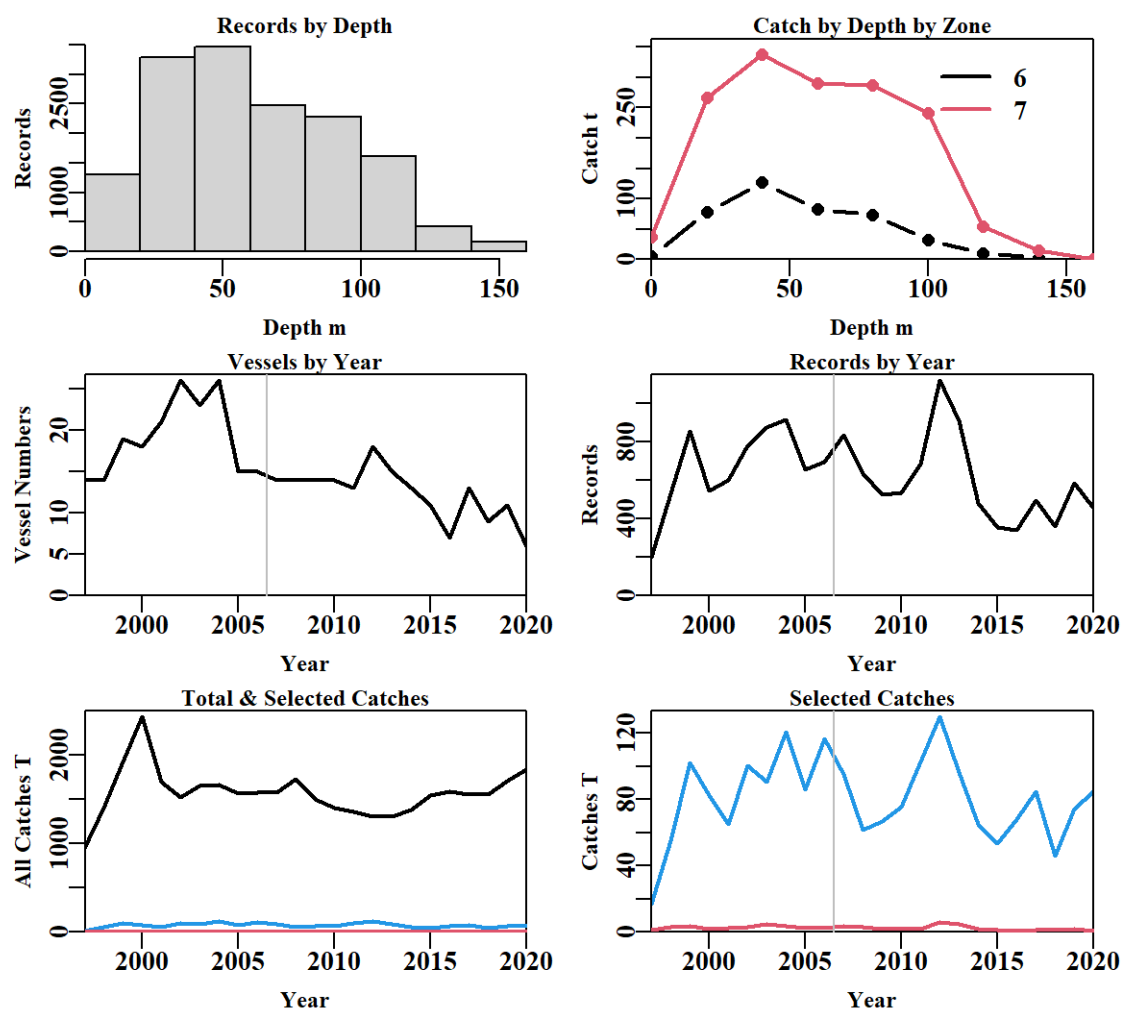 Records by Depth
Records
0
1000
2500
0 50 100 150
Depth m
Catch by Depth by Zone
Catch t
0
100
250
6
7
0 50 100 150
Depth m
Vessels by Year
Vessel Numbers
0
5
10
20
2000 2005 2010 2015 2020
Year
Records by Year
Records
0
400
800
2000 2005 2010 2015 2020
Year
Total & Selected Catches
All Catches T
0
1000
2000
2000 2005 2010 2015 2020
Year
Selected Catches
Catches T
0
40
80
120
2000 2005 2010 2015 2020
Year